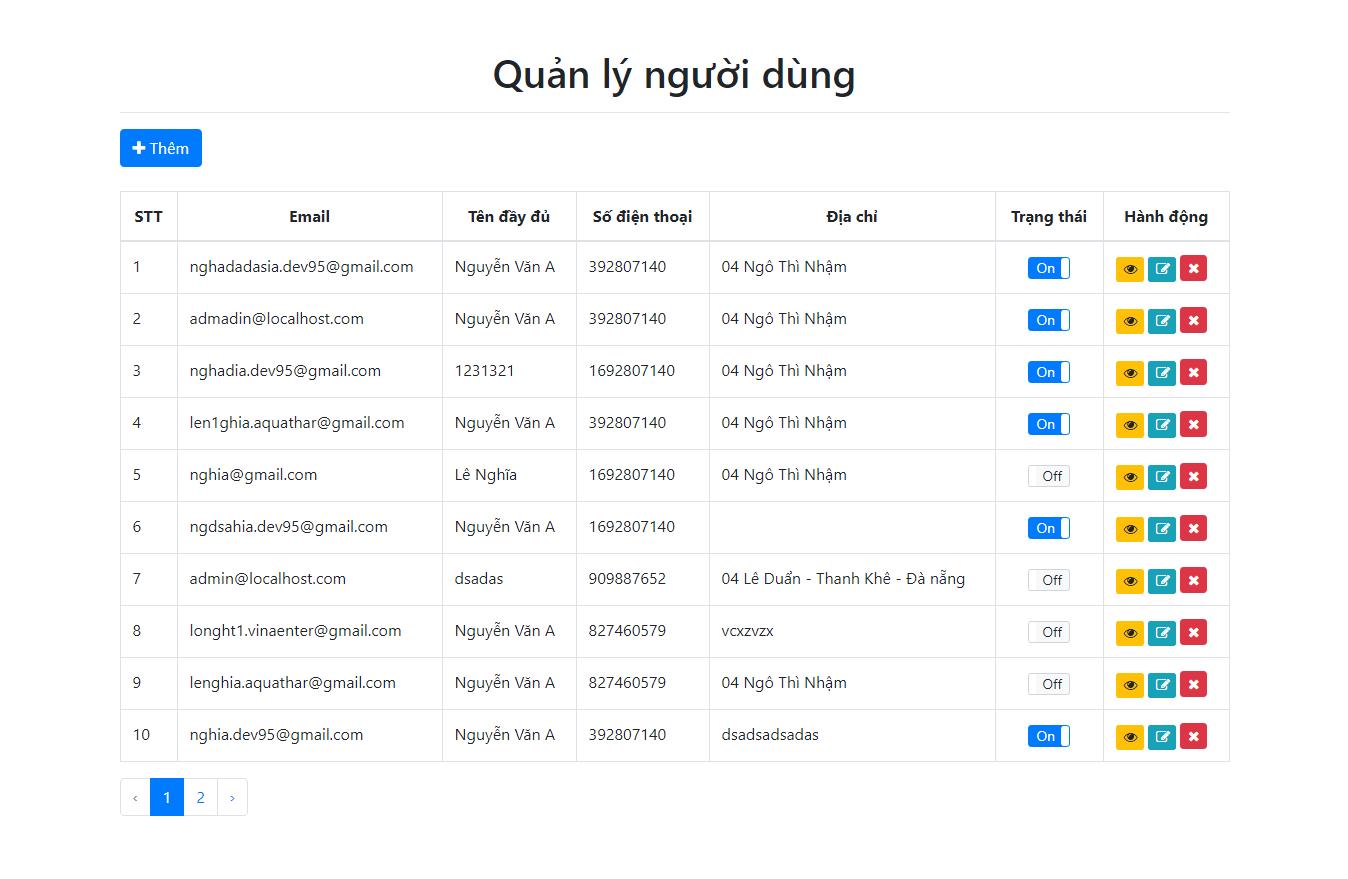 Quản lý người dùng
Thêm
STT Email Tên đầy đủ Số điện thoại Địa chỉ Trạng thái Hành động
1 nghadadasia.dev95@gmail.com Nguyễn Văn A 392807140 04 Ngô Thì Nhậm On
2 admadin@localhost.com Nguyễn Văn A 392807140 04 Ngô Thì Nhậm On
3 nghadia.dev95@gmail.com 1231321 1692807140 04 Ngô Thì Nhậm On
4 len1ghia.aquathar@gmail.com Nguyễn Văn A 392807140 04 Ngô Thì Nhậm On
5 nghia@gmail.com Lê Nghĩa 1692807140 04 Ngô Thì Nhậm Off
6 ngdsahia.dev95@gmail.com Nguyễn Văn A 1692807140 On
7 admin@localhost.com dsadas 909887652 04 Lê Duẩn - Thanh Khê - Đà nẵng Off
8 longht1.vinaenter@gmail.com Nguyễn Văn A 827460579 vcxzvzx Off
9 lenghia.aquathar@gmail.com Nguyễn Văn A 827460579 04 Ngô Thì Nhậm Off
10 nghia.dev95@gmail.com Nguyễn Văn A 392807140 dsadsadsadas On
‹ 1 2 ›